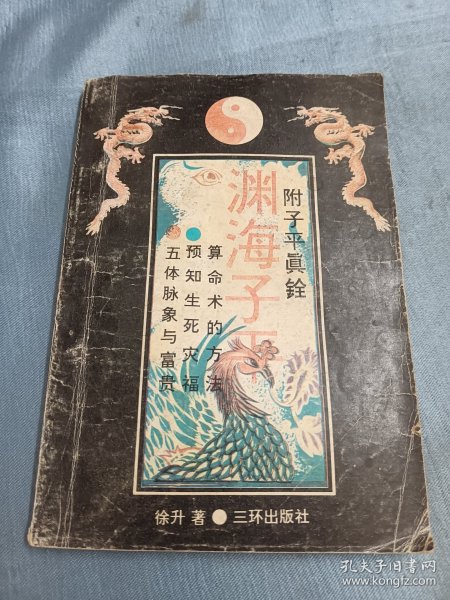 附子平眞銓
渊海子平
算命术的方法
预知生死灾福
五体脉象与富贵
徐升 著 ● 三环出版社
孔夫子旧书网
www.kongfz.com